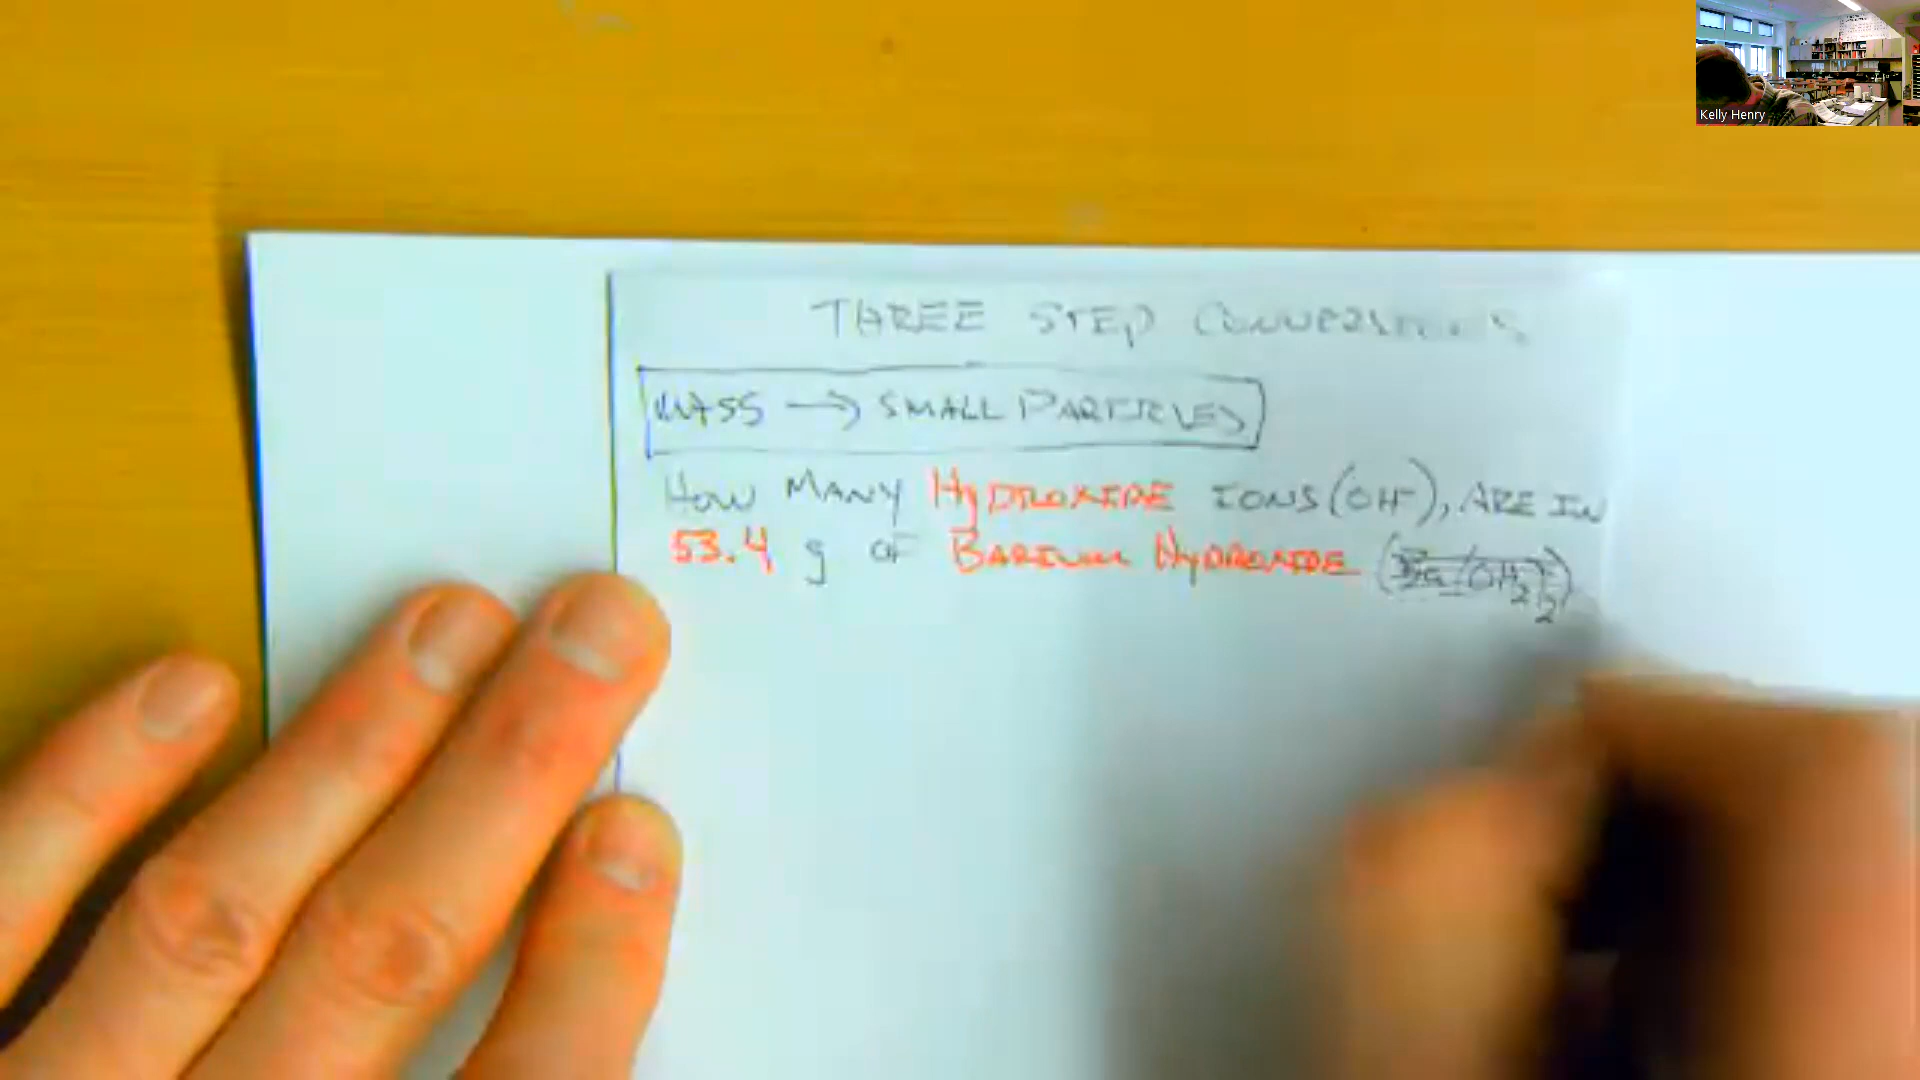 Kelly Henry
THREE STEP CONVERSIONS
MASS → SMALL PARTICLES
HOW MANY HYDROXIDE IONS (OH⁻), ARE IN
53.4 g OF BARIUM HYDROXIDE